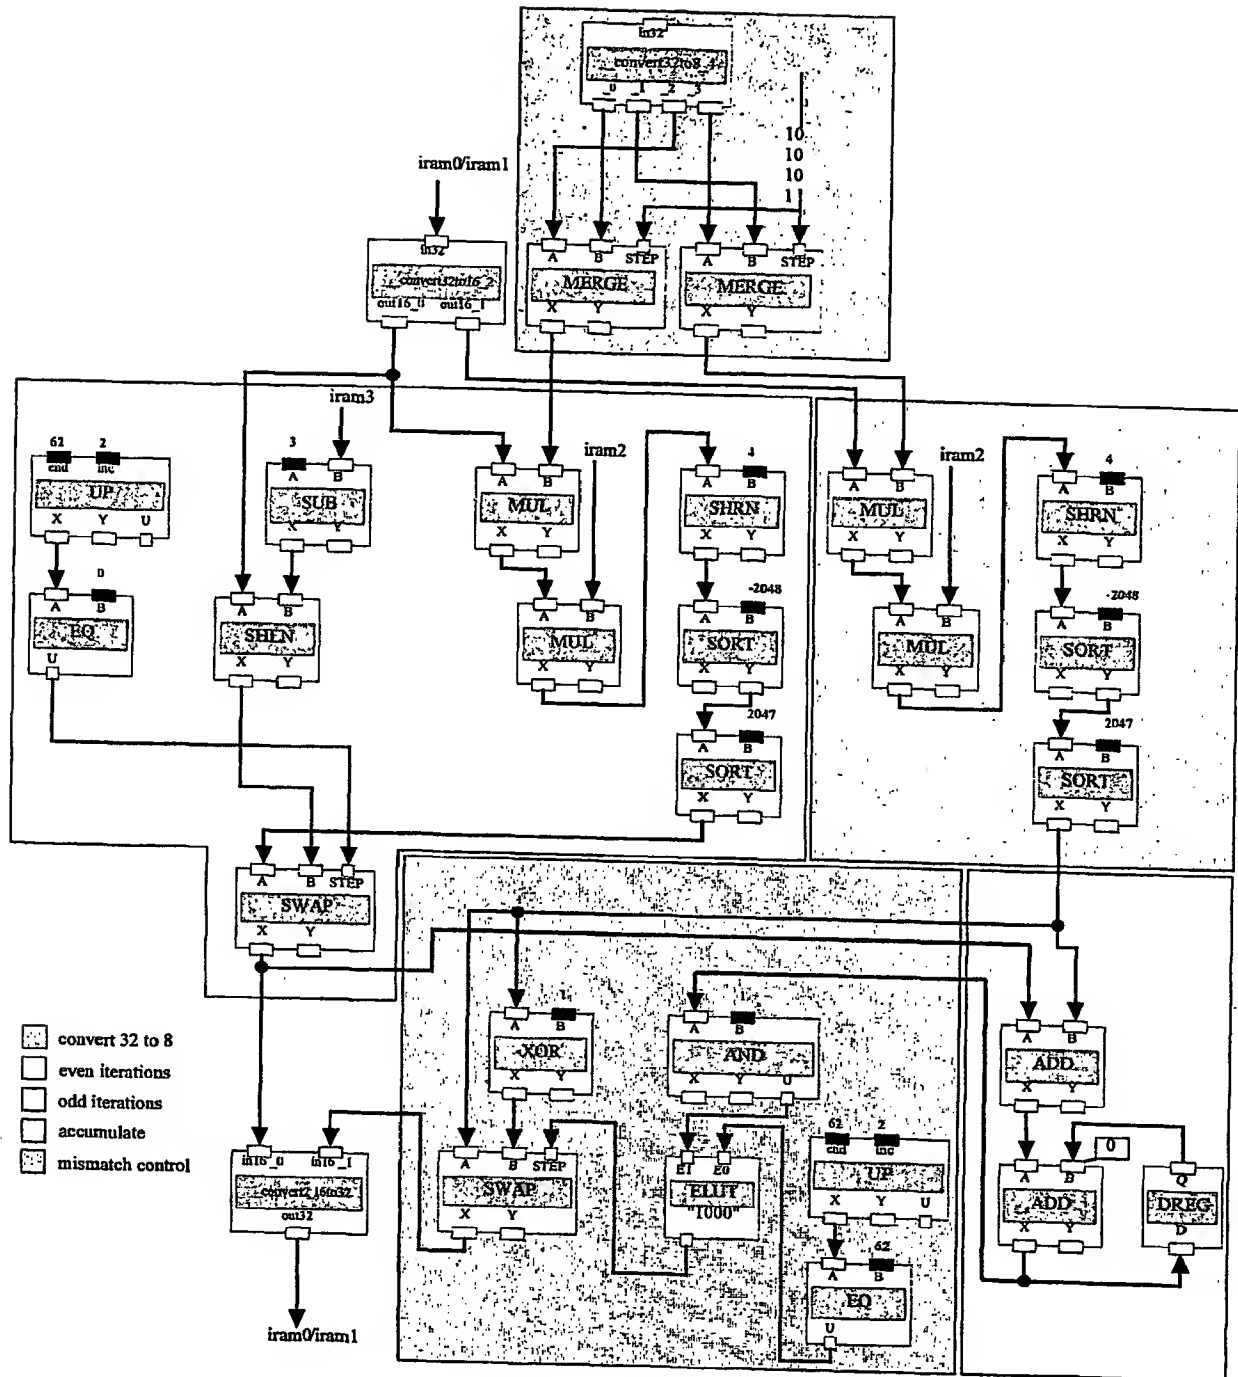 in32
convert32to8_4
_0 _1 _2 _3
10
10
10
1
iram0/iram1
in32
convert32to16_2
out16_0 out16_1
A B STEP
MERGE
X Y
A B STEP
MERGE
X Y
iram3
62 2
end inc
UP
X Y U
3
A B
SUB
X Y
A B
MUL
X Y
iram2
4
A B
SHRN
X Y
A B
MUL
X Y
iram2
4
A B
SHRN
X Y
0
A B
EQ
U
A B
SHLN
X Y
A B
MUL
X Y
-2048
A B
SORT
X Y
A B
MUL
X Y
-2048
A B
SORT
X Y
2047
A B
SORT
X Y
2047
A B
SORT
X Y
A B STEP
SWAP
X Y
1
A B
XOR
X Y
1
A B
AND
X Y U
A B
ADD
X Y
convert 32 to 8
even iterations
odd iterations
accumulate
mismatch control
in16_0 in16_1
convert2_16to32
out32
A B STEP
SWAP
X Y
E1 E0
ELUT
"1000"
62 2
end inc
UP
X Y U
0
A B
ADD
X Y
Q
DREG
D
62
A B
EQ
U
iram0/iram1